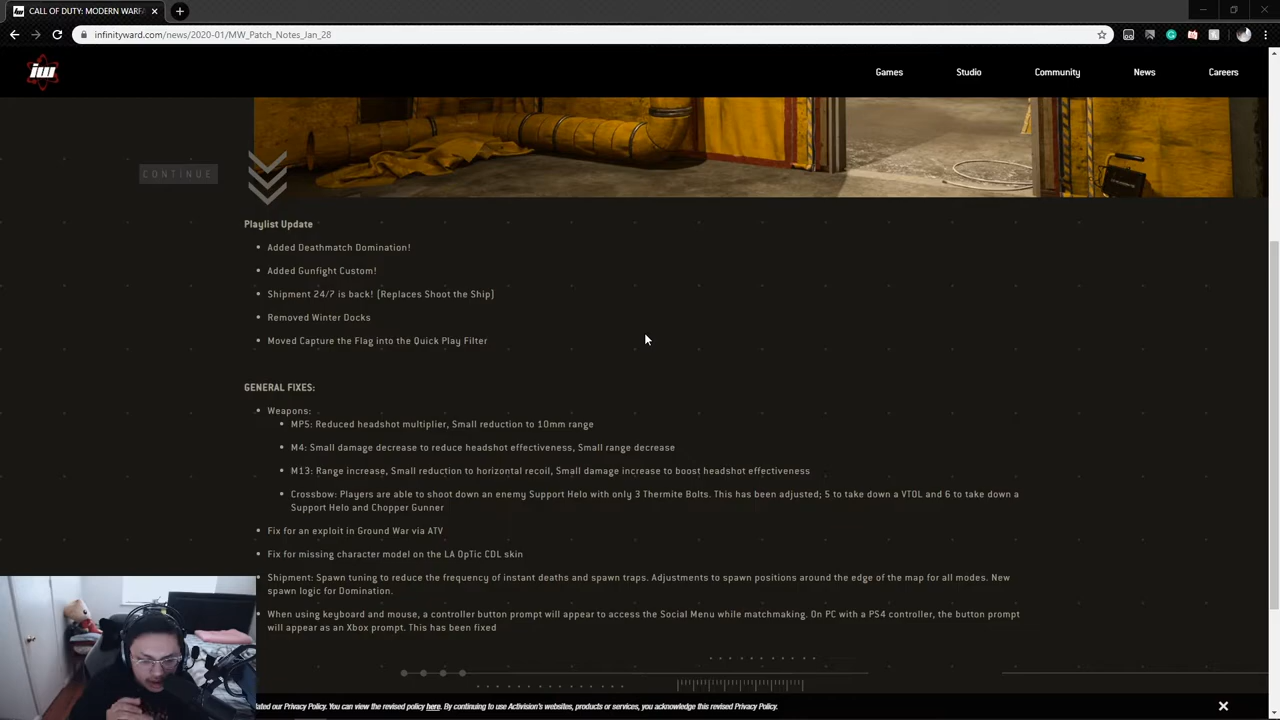 CALL OF DUTY: MODERN WARFA
infinityward.com/news/2020-01/MW_Patch_Notes_Jan_28
iw
Games Studio Community News Careers
CONTINUE
Playlist Update
Added Deathmatch Domination!
Added Gunfight Custom!
Shipment 24/7 is back! [Replaces Shoot the Ship]
Removed Winter Docks
Moved Capture the Flag into the Quick Play Filter
GENERAL FIXES:
Weapons:
MP5: Reduced headshot multiplier, Small reduction to 10mm range
M4: Small damage decrease to reduce headshot effectiveness, Small range decrease
M13: Range increase, Small reduction to horizontal recoil, Small damage increase to boost headshot effectiveness
Crossbow: Players are able to shoot down an enemy Support Helo with only 3 Thermite Bolts. This has been adjusted; 5 to take down a VTOL and 6 to take down a
Support Helo and Chopper Gunner
Fix for an exploit in Ground War via ATV
Fix for missing character model on the LA OpTic CDL skin
Shipment: Spawn tuning to reduce the frequency of instant deaths and spawn traps. Adjustments to spawn positions around the edge of the map for all modes. New
spawn logic for Domination.
When using keyboard and mouse, a controller button prompt will appear to access the Social Menu while matchmaking. On PC with a PS4 controller, the button prompt
will appear as an Xbox prompt. This has been fixed
our Privacy Policy. You can view the revised policy here. By continuing to use Activision's websites, products or services, you acknowledge this revised Privacy Policy.